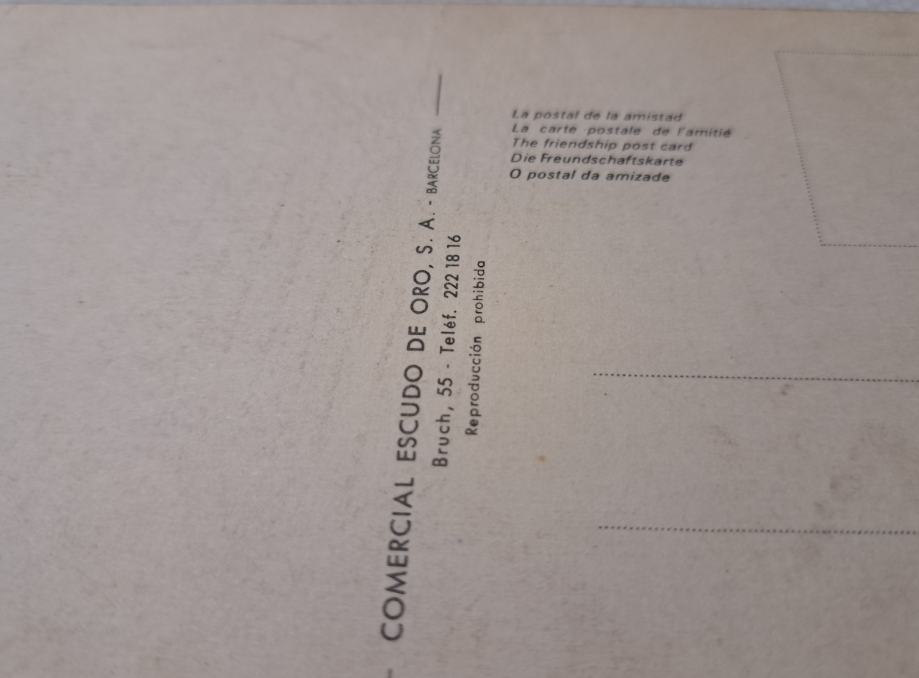 COMERCIAL ESCUDO DE ORO, S. A. - BARCELONA
Bruch, 55 - Teléf. 222 18 16
Reproducción prohibida
La postal de la amistad
La carte postale de l'amitié
The friendship post card
Die Freundschaftskarte
O postal da amizade